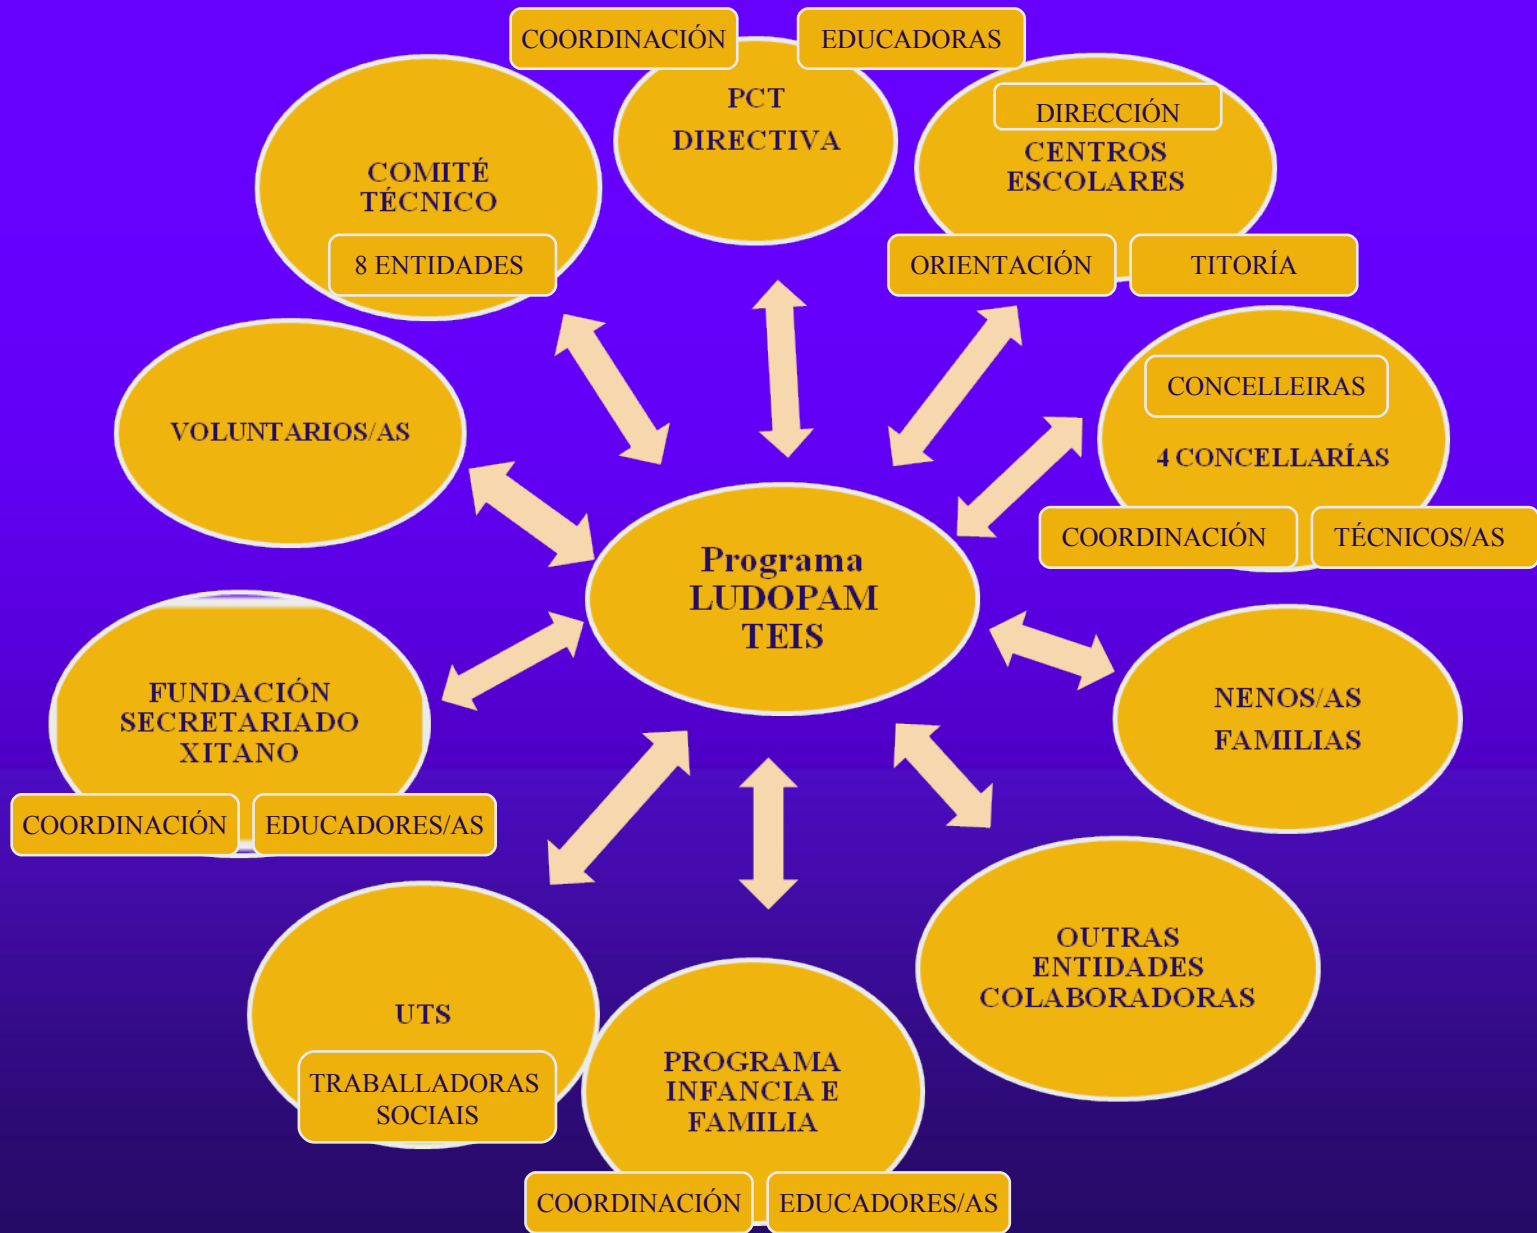 COORDINACIÓN
EDUCADORAS
PCT
DIRECTIVA
DIRECCIÓN
CENTROS
ESCOLARES
ORIENTACIÓN
TITORÍA
COMITÉ
TÉCNICO
8 ENTIDADES
CONCELLEIRAS
4 CONCELLARÍAS
COORDINACIÓN
TÉCNICOS/AS
VOLUNTARIOS/AS
Programa
LUDOPAM
TEIS
FUNDACIÓN
SECRETARIADO
XITANO
COORDINACIÓN
EDUCADORES/AS
NENOS/AS
FAMILIAS
OUTRAS
ENTIDADES
COLABORADORAS
UTS
TRABALLADORAS
SOCIAIS
PROGRAMA
INFANCIA E
FAMILIA
COORDINACIÓN
EDUCADORES/AS